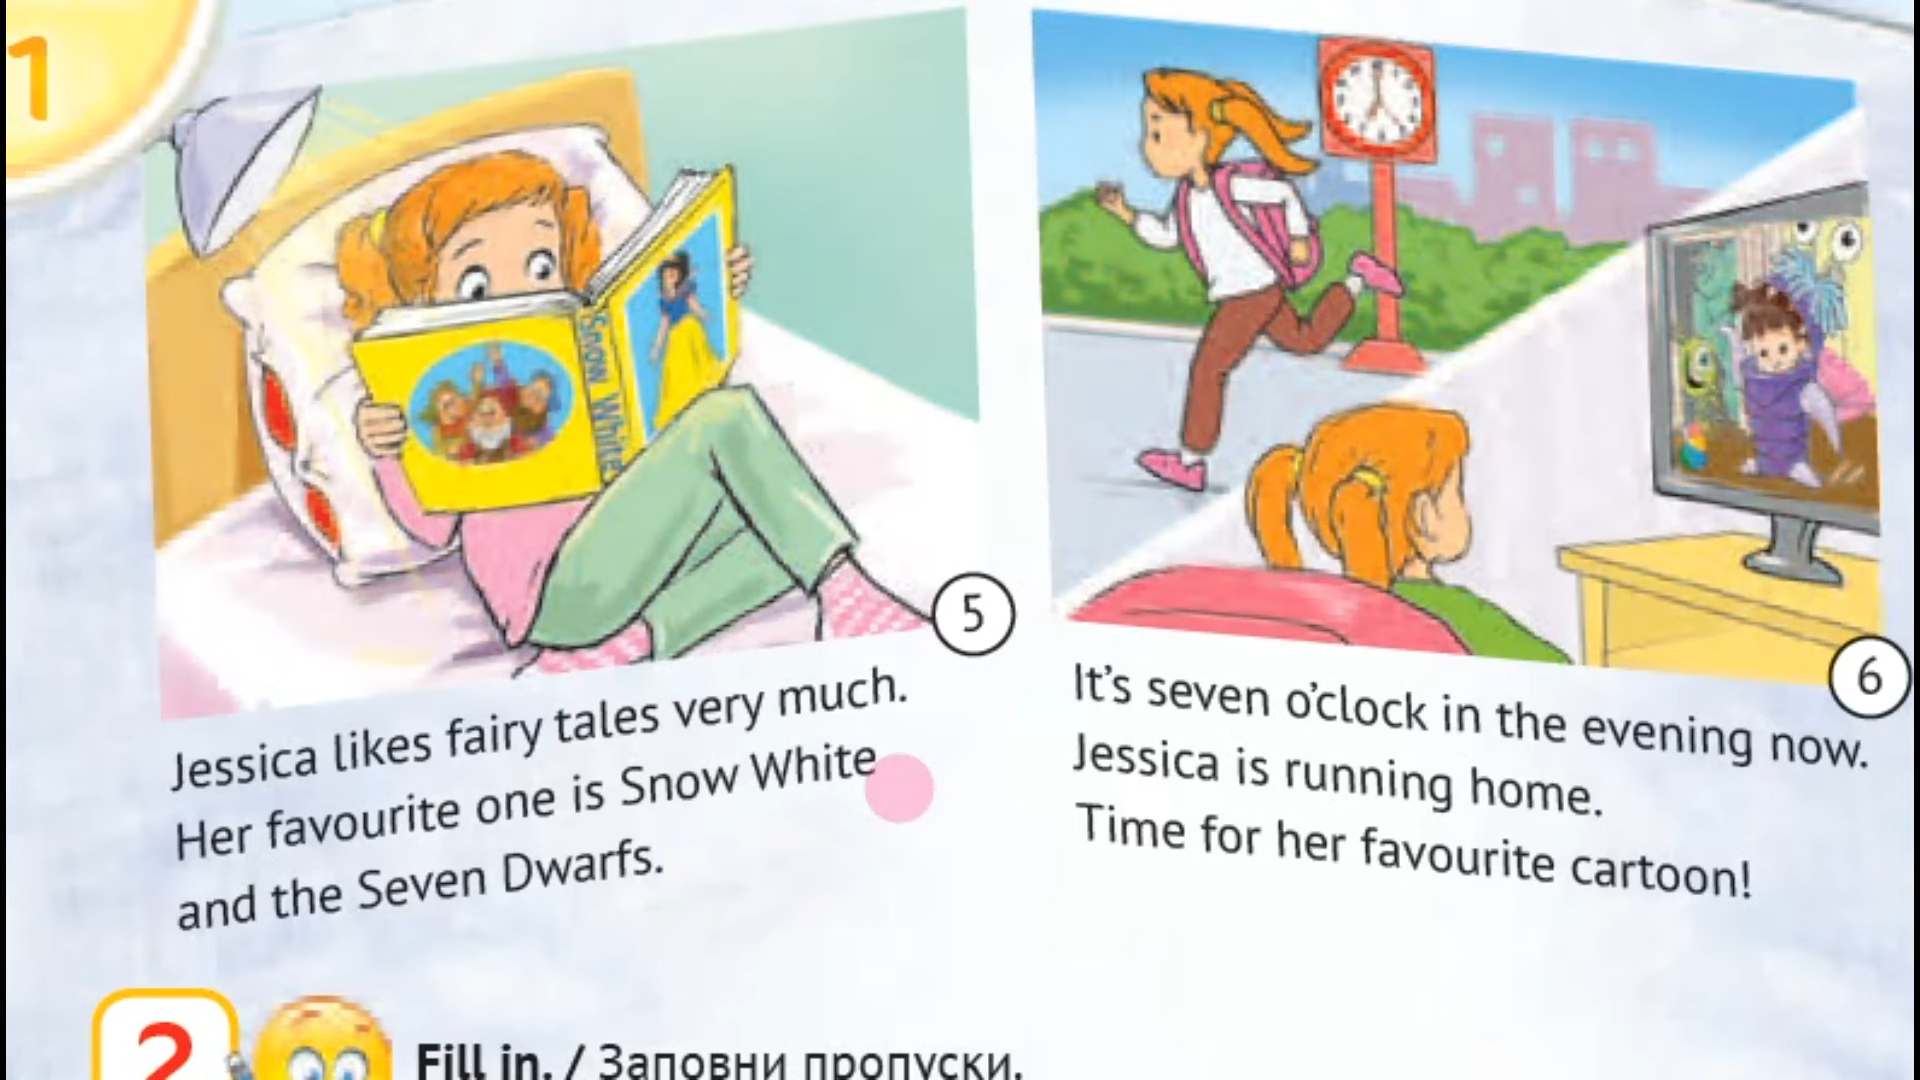 1
Snow White
5
Jessica likes fairy tales very much.
Her favourite one is Snow White
and the Seven Dwarfs.
6
It's seven o'clock in the evening now.
Jessica is running home.
Time for her favourite cartoon!
2
Fill in. / Заповни пропуски.